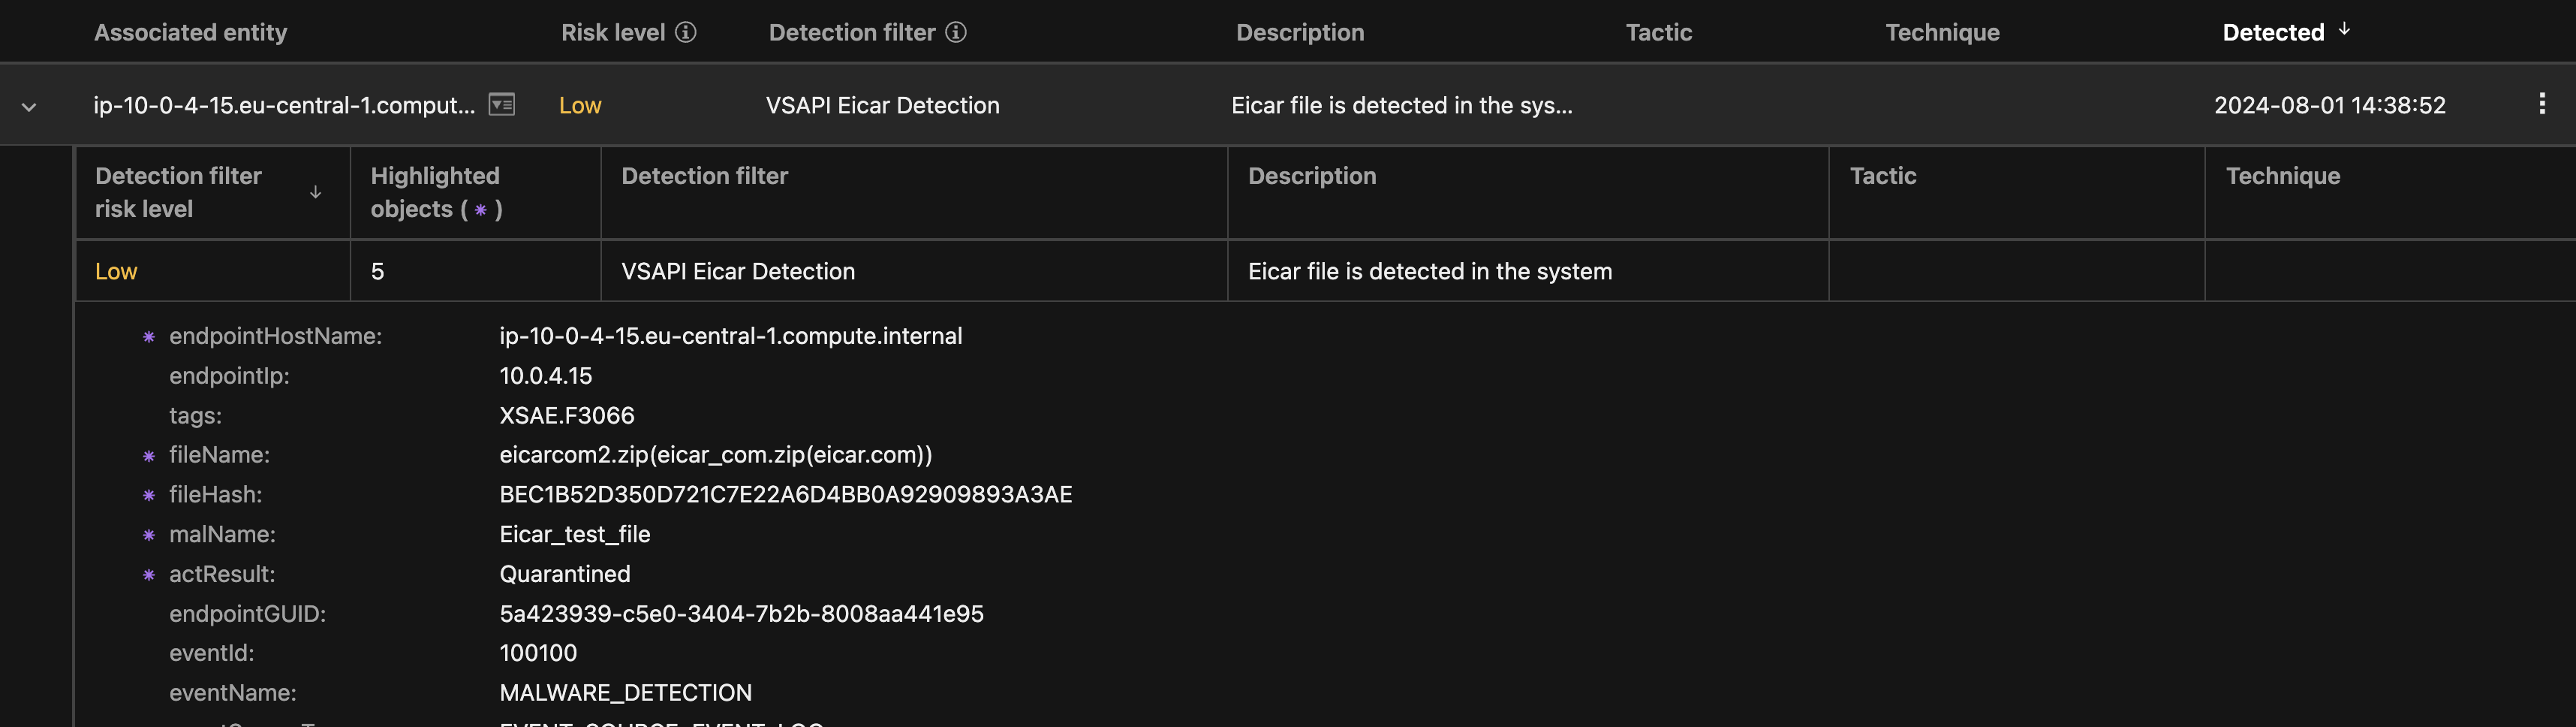 Associated entity Risk level Detection filter Description Tactic Technique Detected ↓
ip-10-0-4-15.eu-central-1.comput... Low VSAPI Eicar Detection Eicar file is detected in the sys... 2024-08-01 14:38:52
Detection filter risk level ↓ Highlighted objects ( * ) Detection filter Description Tactic Technique
Low 5 VSAPI Eicar Detection Eicar file is detected in the system
* endpointHostName: ip-10-0-4-15.eu-central-1.compute.internal
endpointIp: 10.0.4.15
tags: XSAE.F3066
* fileName: eicarcom2.zip(eicar_com.zip(eicar.com))
* fileHash: BEC1B52D350D721C7E22A6D4BB0A92909893A3AE
* malName: Eicar_test_file
* actResult: Quarantined
endpointGUID: 5a423939-c5e0-3404-7b2b-8008aa441e95
eventId: 100100
eventName: MALWARE_DETECTION